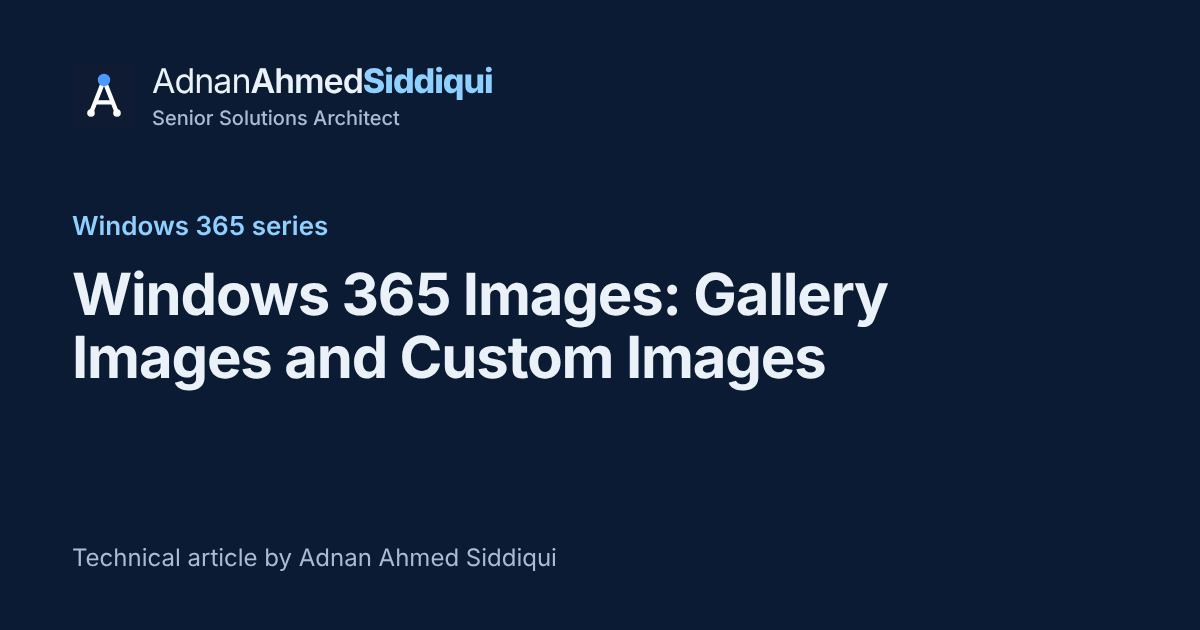 AdnanAhmedSiddiqui
Senior Solutions Architect
Windows 365 series
Windows 365 Images: Gallery
Images and Custom Images
Technical article by Adnan Ahmed Siddiqui